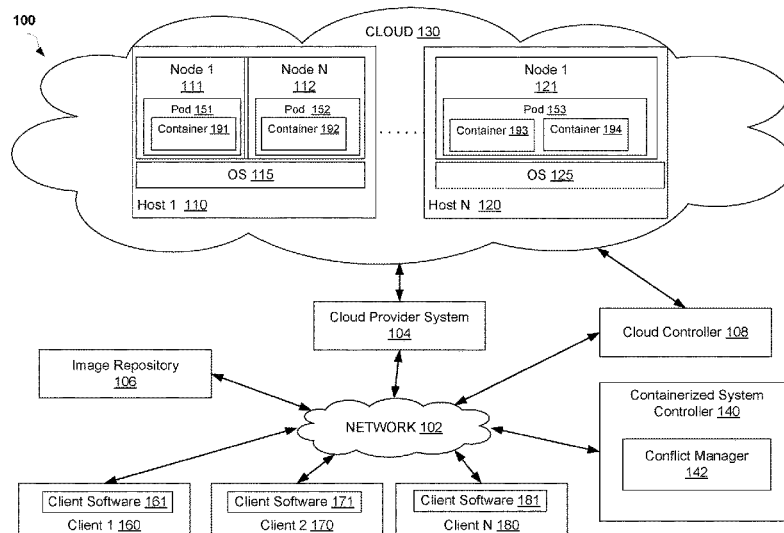 100
CLOUD 130
Node 1
111
Node N
112
Node 1
121
Pod 151
Pod 152
Pod 153
Container 191
Container 192
Container 193
Container 194
. . . . . .
OS 115
OS 125
Host 1 110
Host N 120
Cloud Provider System
104
Cloud Controller 108
Image Repository
106
Containerized System
Controller 140
NETWORK 102
Conflict Manager
142
Client Software 161
Client Software 171
Client Software 181
Client 1 160
Client 2 170
Client N 180